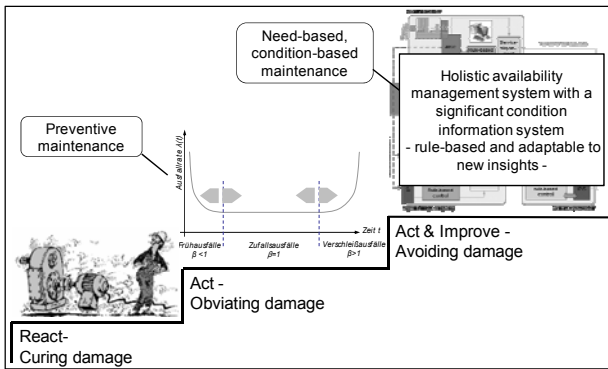 Need-based,
condition-based
maintenance
Holistic availability
management system with a
significant condition
information system
- rule-based and adaptable to
new insights -
Preventive
maintenance
Ausfallrate λ(t)
Zeit t
Frühausfälle
β <1
Zufallsausfälle
β=1
Verschleißausfälle
β>1
Act & Improve -
Avoiding damage
Act -
Obviating damage
React-
Curing damage